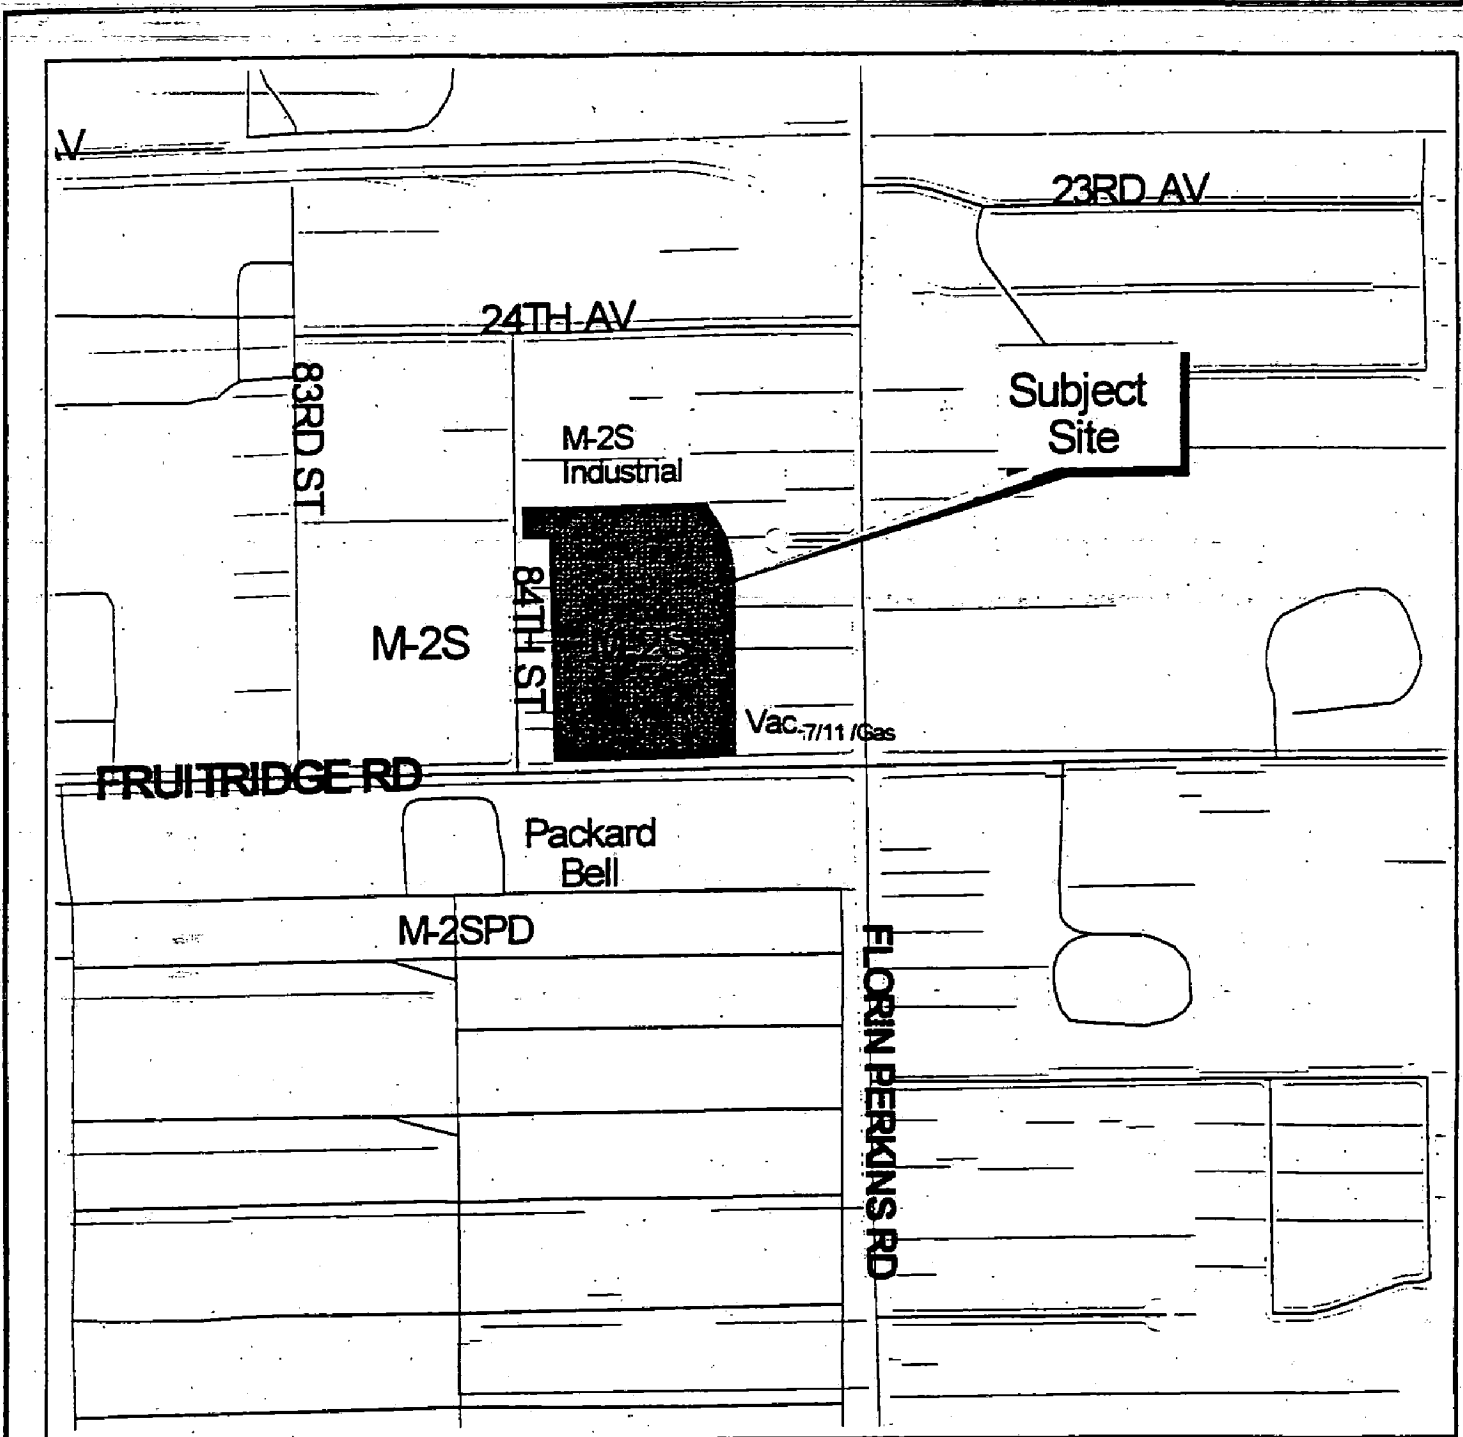 V
23RD AV
24TH AV
83RD ST
Subject
Site
M-2S
Industrial
84TH ST
M-2S
M-2S
Vac.
7/11 /Gas
FRUITRIDGE RD
Packard
Bell
M-2SPD
FLORIN PERKINS RD